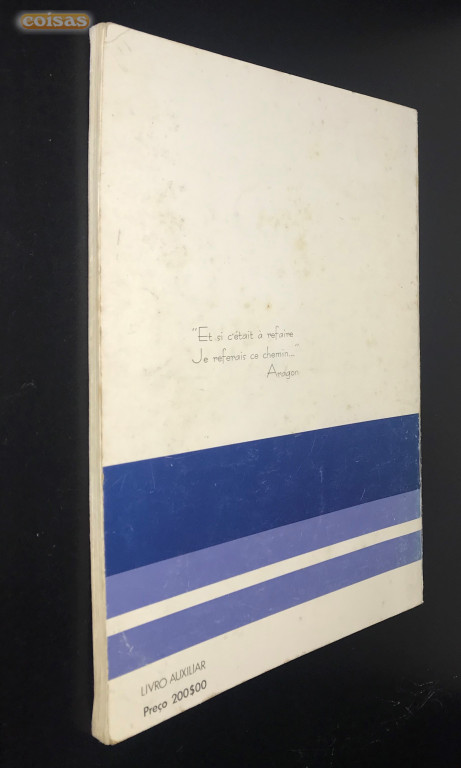 coisas
"Et si c'était à refaire
Je referais ce chemin..."
Aragon
LIVRO AUXILIAR
Preço 200$00